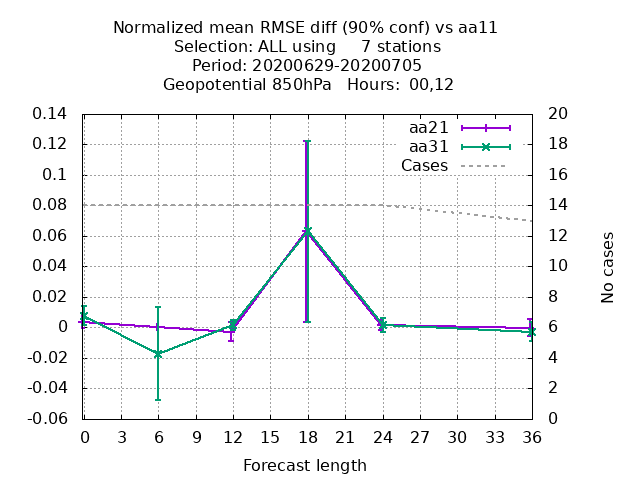 Normalized mean RMSE diff (90% conf) vs aa11
Selection: ALL using     7 stations
Period: 20200629-20200705
Geopotential 850hPa   Hours: 00,12
0.14
0.12
0.1
0.08
0.06
0.04
0.02
0
-0.02
-0.04
-0.06
aa21
aa31
Cases
20
18
16
14
12
10
8
6
4
2
0
No cases
0 3 6 9 12 15 18 21 24 27 30 33 36
Forecast length